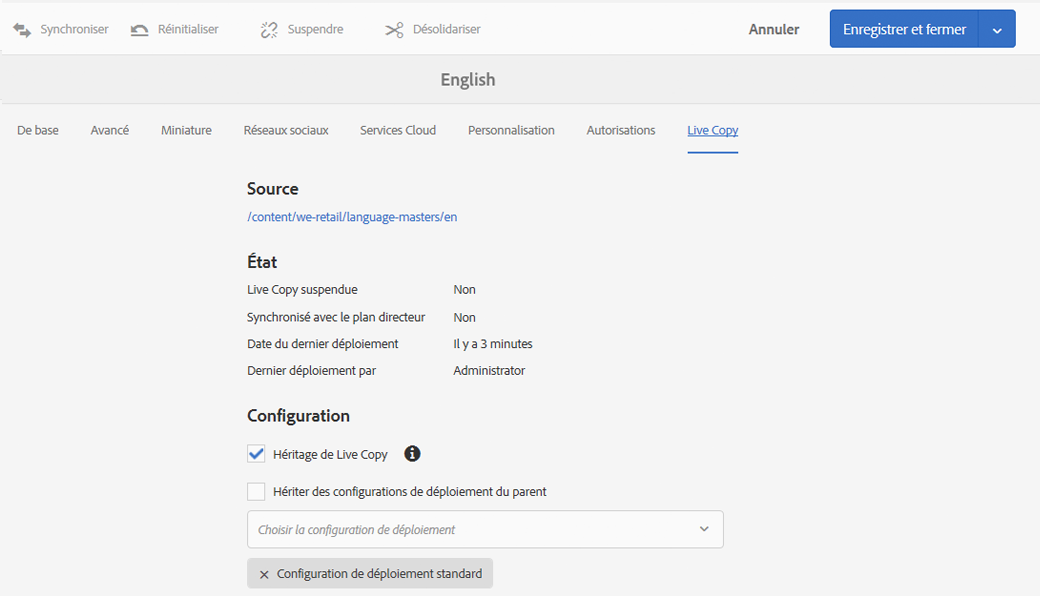 Synchroniser Réinitialiser Suspendre Désolidariser Annuler Enregistrer et fermer
English
De base Avancé Miniature Réseaux sociaux Services Cloud Personnalisation Autorisations Live Copy
Source
/content/we-retail/language-masters/en
État
Live Copy suspendue Non
Synchronisé avec le plan directeur Non
Date du dernier déploiement Il y a 3 minutes
Dernier déploiement par Administrator
Configuration
Héritage de Live Copy
Hériter des configurations de déploiement du parent
Choisir la configuration de déploiement
Configuration de déploiement standard